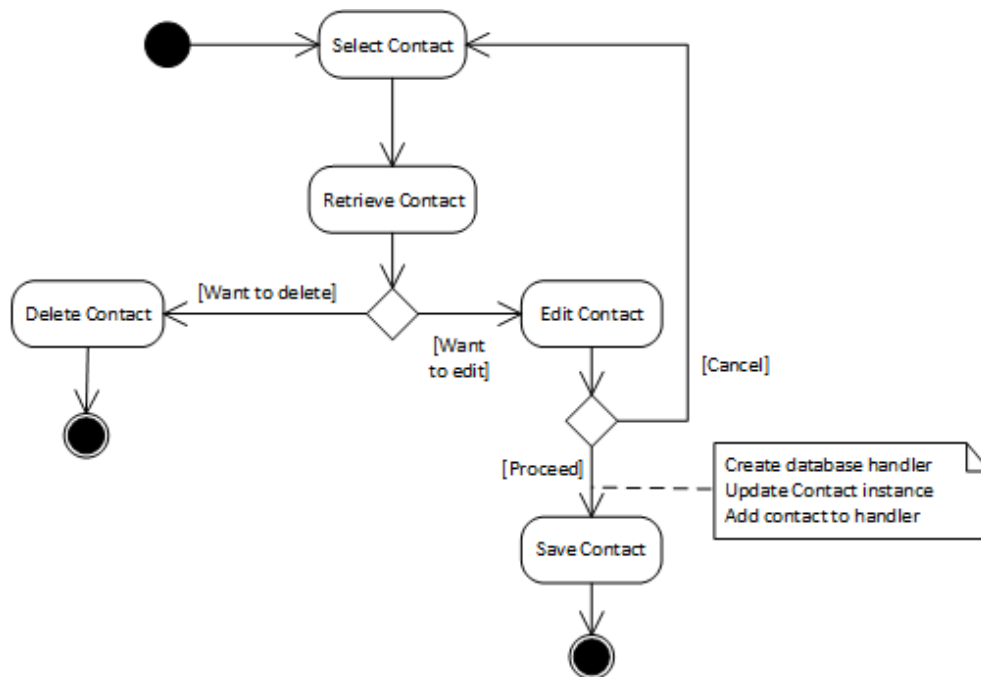 Select Contact
Retrieve Contact
[Want to delete]
Delete Contact
Edit Contact
[Want
to edit]
[Cancel]
[Proceed]
Create database handler
Update Contact instance
Add contact to handler
Save Contact